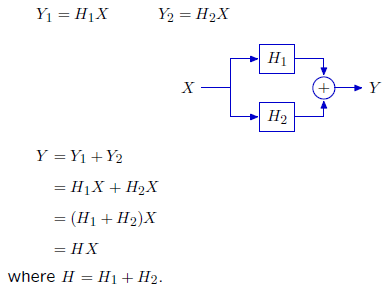 Y₁ = H₁X Y₂ = H₂X
H₁
X + Y
H₂
Y = Y₁ + Y₂
= H₁X + H₂X
= (H₁ + H₂)X
= HX
where H = H₁ + H₂.